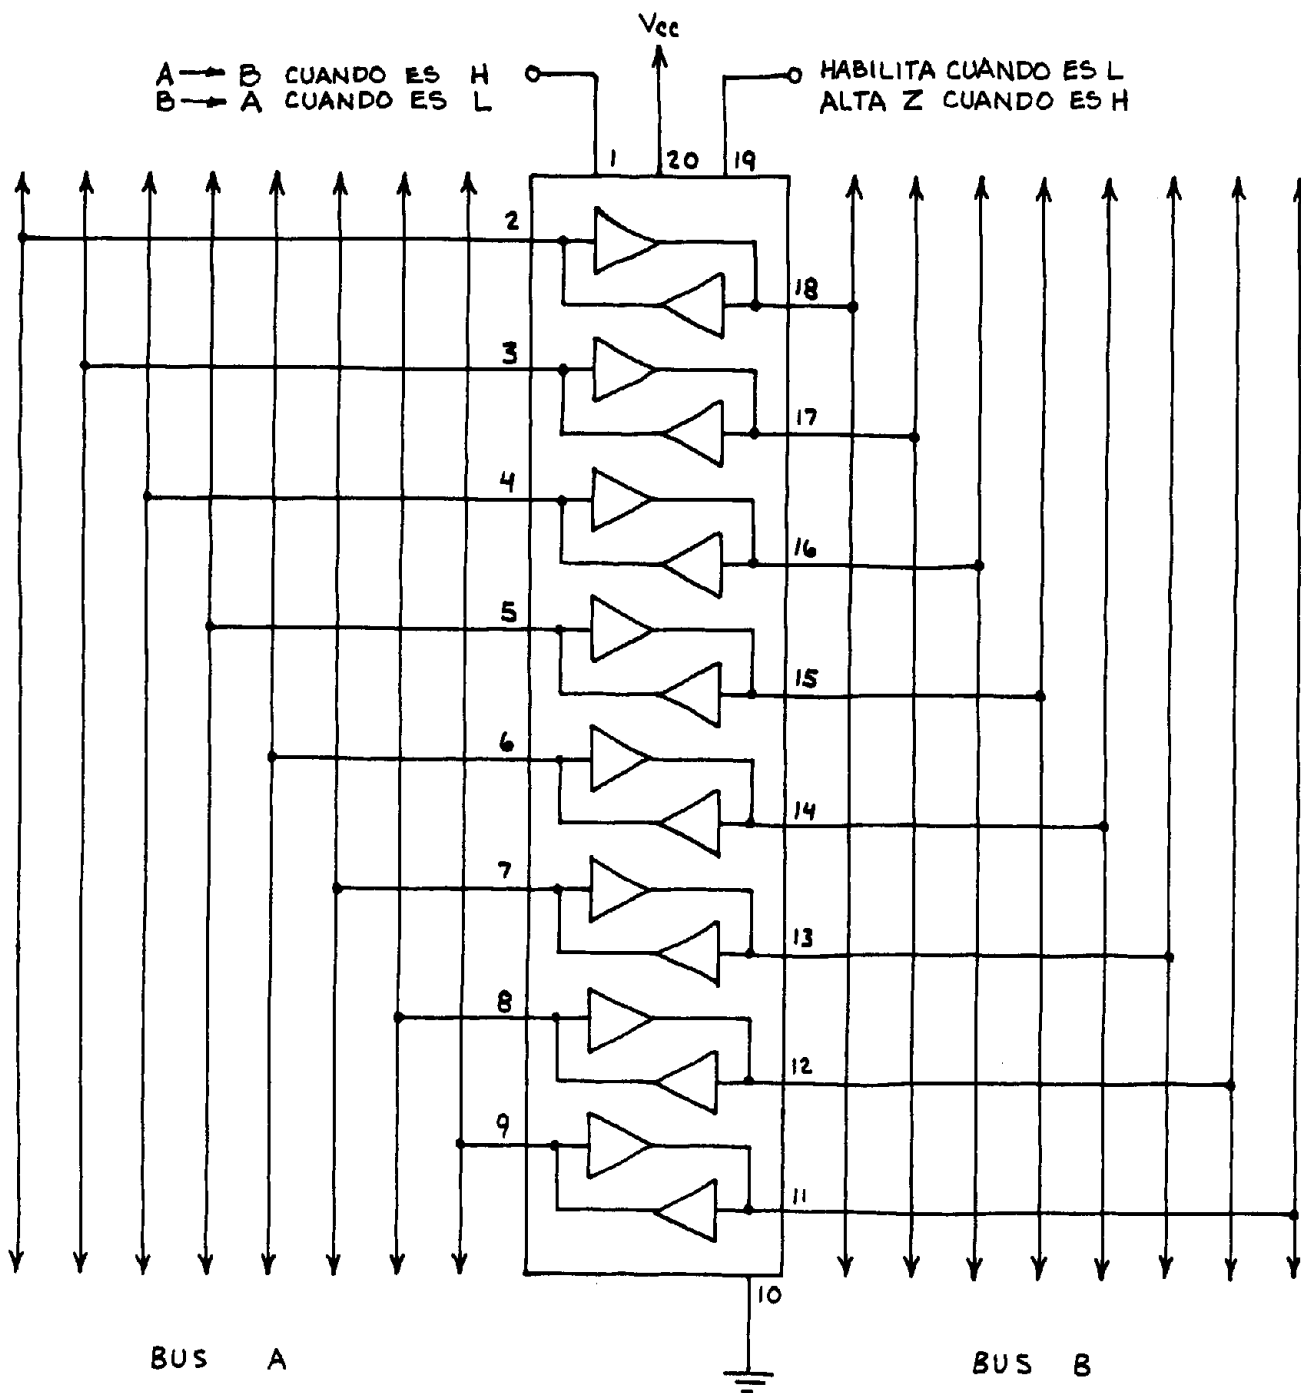 Vcc
A → B CUANDO ES H
B → A CUANDO ES L
HABILITA CUANDO ES L
ALTA Z CUANDO ES H
1
20
19
2
18
3
17
4
16
5
15
6
14
7
13
8
12
9
11
10
BUS A
BUS B